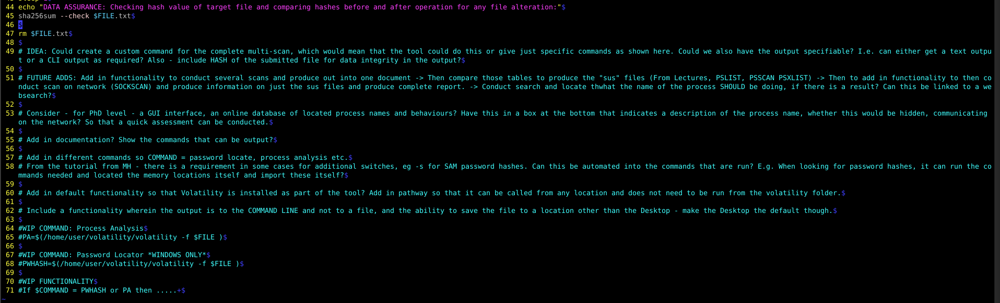 44 echo "DATA ASSURANCE: Checking hash value of target file and comparing hashes before and after operation for any file alteration:"$
45 sha256sum --check $FILE.txt$
46 $
47 rm $FILE.txt$
48 $
49 # IDEA: Could create a custom command for the complete multi-scan, which would mean that the tool could do this or give just specific commands as shown here. Could we also have the output specifiable? I.e. can either get a text outpu
t or a CLI output as required? Also - include HASH of the submitted file for data integrity in the output?$
50 $
51 # FUTURE ADDS: Add in functionality to conduct several scans and produce out into one document -> Then compare those tables to produce the "sus" files (From Lectures, PSLIST, PSSCAN PSXLIST) -> Then to add in functionality to then co
nduct scan on network (SOCKSCAN) and produce information on just the sus files and produce complete report. -> Conduct search and locate thwhat the name of the process SHOULD be doing, if there is a result? Can this be linked to a we
bsearch?$
52 $
53 # Consider - for PhD level - a GUI interface, an online database of located process names and behaviours? Have this in a box at the bottom that indicates a description of the process name, whether this would be hidden, communicating
on the network? So that a quick assessment can be conducted.$
54 $
55 # Add in documentation? Show the commands that can be output?$
56 $
57 # Add in different commands so COMMAND = password locate, process analysis etc.$
58 # From the tutorial from MH - there is a requirement in some cases for additional switches, eg -s for SAM password hashes. Can this be automated into the commands that are run? E.g. When looking for password hashes, it can run the co
mmands needed and located the memory locations itself and import these itself?$
59 $
60 # Add in default functionality so that Volatility is installed as part of the tool? Add in pathway so that it can be called from any location and does not need to be run from the volatility folder.$
61 $
62 # Include a functionality wherein the output is to the COMMAND LINE and not to a file, and the ability to save the file to a location other than the Desktop - make the Desktop the default though.$
63 $
64 #WIP COMMAND: Process Analysis$
65 #PA=$(/home/user/volatility/volatility -f $FILE )$
66 $
67 #WIP COMMAND: Password Locator *WINDOWS ONLY*$
68 #PWHASH=$(/home/user/volatility/volatility -f $FILE )$
69 $
70 #WIP FUNCTIONALITY$
71 #If $COMMAND = PWHASH or PA then .....+$
~